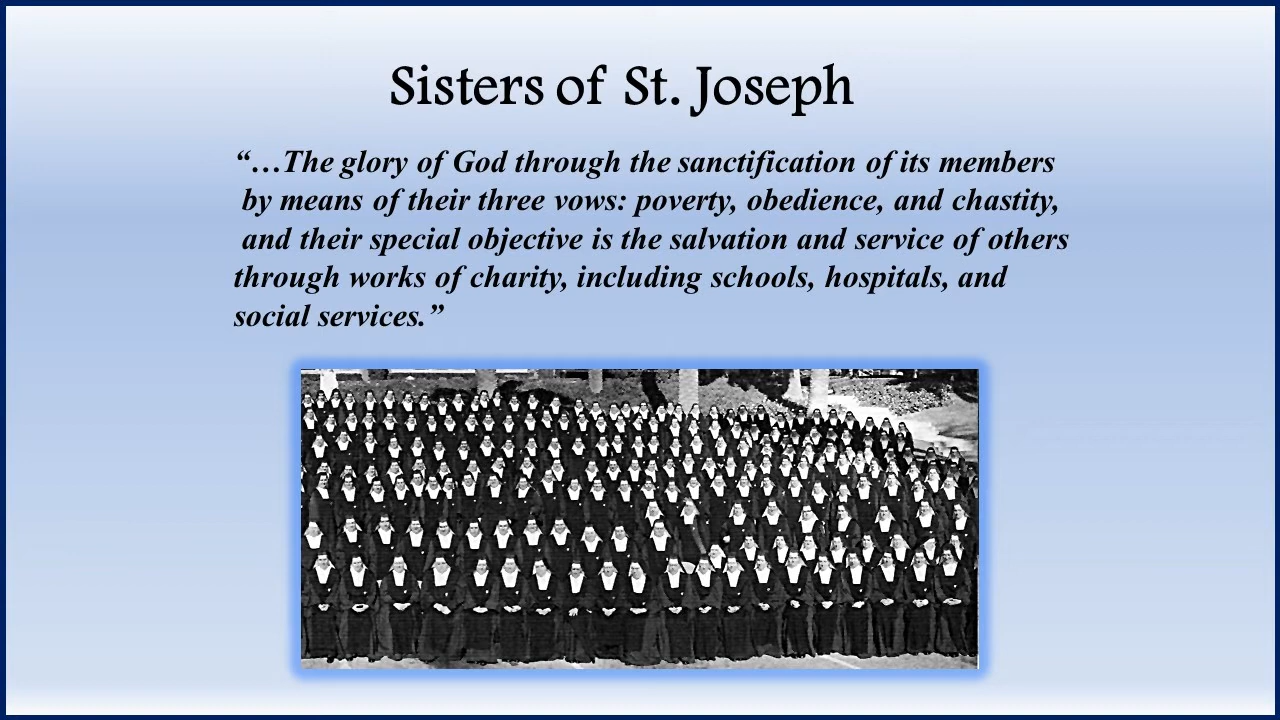 Sisters of St. Joseph
“…The glory of God through the sanctification of its members
by means of their three vows: poverty, obedience, and chastity,
and their special objective is the salvation and service of others
through works of charity, including schools, hospitals, and
social services.”